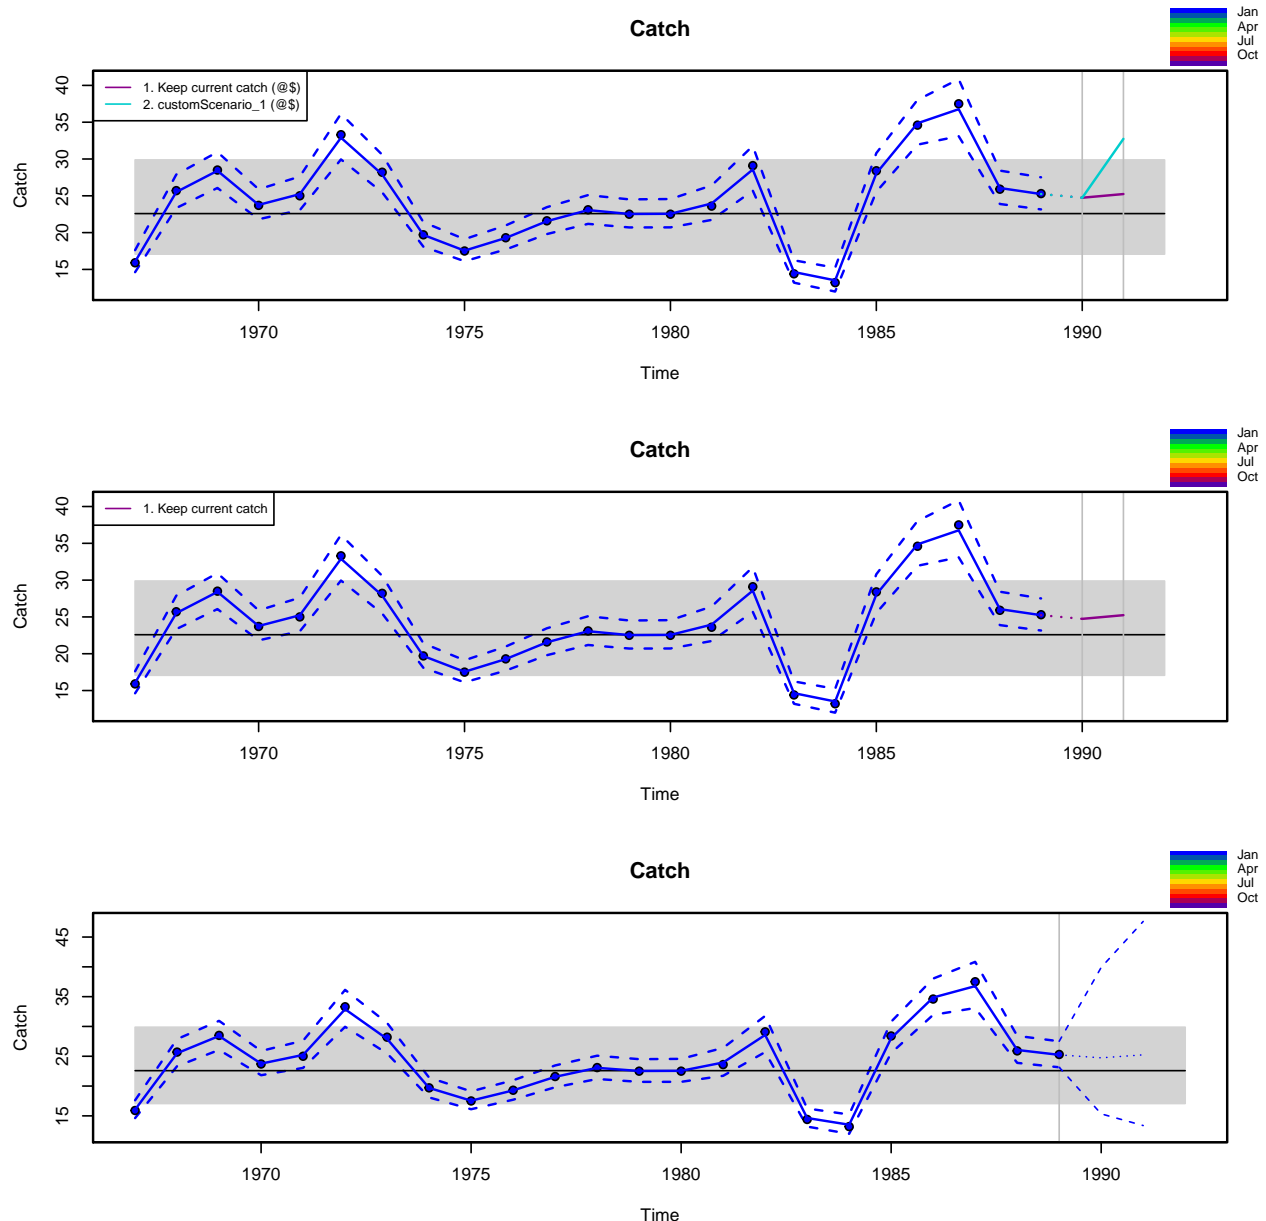 Catch
Jan
Apr
Jul
Oct
1. Keep current catch (@$)
2. customScenario_1 (@$)
Catch
40
35
30
25
20
15
1970
1975
1980
1985
1990
Time
Catch
Jan
Apr
Jul
Oct
1. Keep current catch
Catch
40
35
30
25
20
15
1970
1975
1980
1985
1990
Time
Catch
Jan
Apr
Jul
Oct
Catch
45
35
25
15
1970
1975
1980
1985
1990
Time